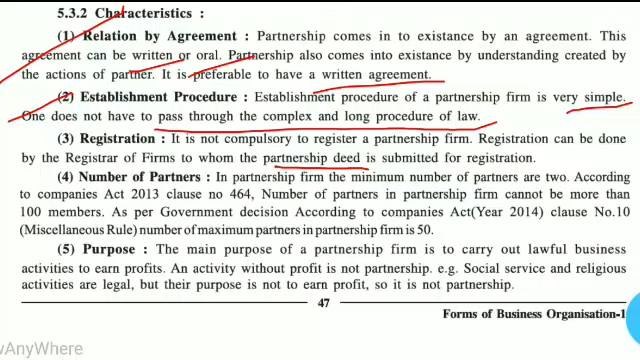 5.3.2 Characteristics :
(1) Relation by Agreement : Partnership comes in to existance by an agreement. This
agreement can be written or oral. Partnership also comes into existance by understanding created
by the actions of partner. It is preferable to have a written agreement.
(2) Establishment Procedure : Establishment procedure of a partnership firm is very simple.
One does not have to pass through the complex and long procedure of law.
(3) Registration : It is not compulsory to register a partnership firm. Registration can be done
by the Registrar of Firms to whom the partnership deed is submitted for registration.
(4) Number of Partners : In partnership firm the minimum number of partners are two. According
to companies Act 2013 clause no 464, Number of partners in partnership firm cannot be more than
100 members. As per Government decision According to companies Act(Year 2014) clause No.10
(Miscellaneous Rule) number of maximum partners in partnership firm is 50.
(5) Purpose : The main purpose of a partnership firm is to carry out lawful business
activities to earn profits. An activity without profit is not partnership. e.g. Social service and religious
activities are legal, but their purpose is not to earn profit, so it is not partnership.
47
Forms of Business Organisation-1
wAnyWhere